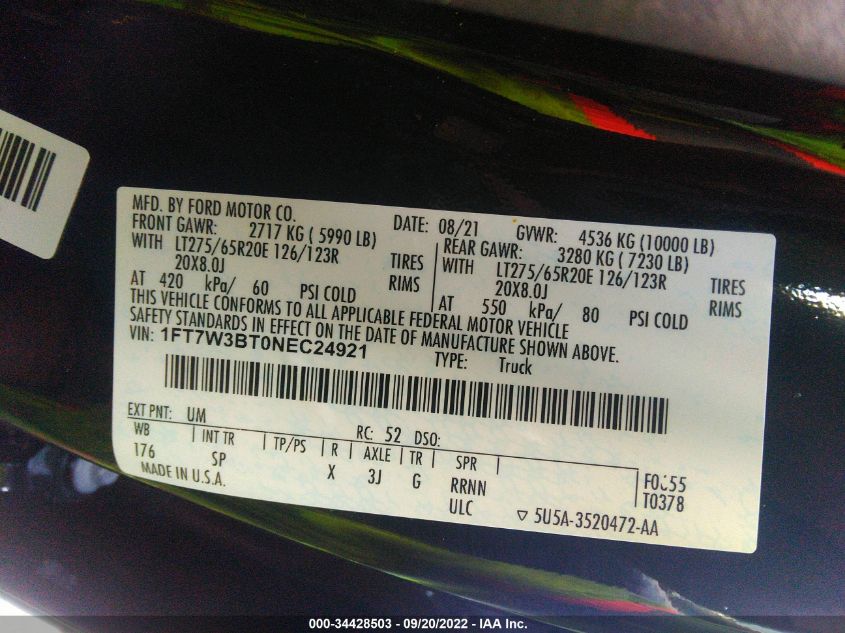 MFD. BY FORD MOTOR CO. DATE: 08/21 GVWR: 4536 KG (10000 LB)
FRONT GAWR: 2717 KG ( 5990 LB) REAR GAWR: 3280 KG ( 7230 LB)
WITH LT275/65R20E 126/123R TIRES WITH LT275/65R20E 126/123R TIRES
20X8.0J RIMS 20X8.0J RIMS
AT 420 kPa/ 60 PSI COLD AT 550 kPa/ 80 PSI COLD
THIS VEHICLE CONFORMS TO ALL APPLICABLE FEDERAL MOTOR VEHICLE
SAFETY STANDARDS IN EFFECT ON THE DATE OF MANUFACTURE SHOWN ABOVE.
VIN: 1FT7W3BT0NEC24921 TYPE: Truck
EXT PNT: UM RC: 52 DSO:
WB INT TR TP/PS R AXLE TR SPR
176 SP X 3J G RRNN
ULC
MADE IN U.S.A.
T0378
▽ 5U5A-3520472-AA
000-34428503 - 09/20/2022 - IAA Inc.